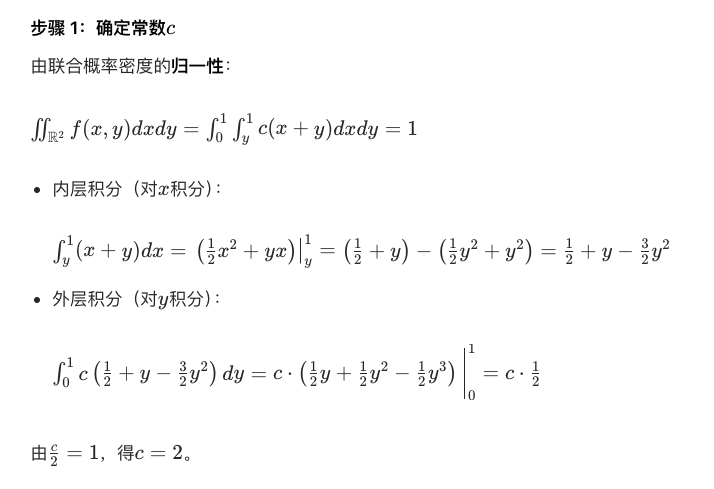 步骤 1：确定常数$c$
由联合概率密度的归一性：
$\iint_{\mathbb{R}^2} f(x,y)dxdy = \int_0^1 \int_y^1 c(x+y)dxdy = 1$
• 内层积分（对$x$积分）：
$\int_y^1 (x+y)dx = \left(\frac{1}{2}x^2 + yx\right)\Big|_y^1 = \left(\frac{1}{2} + y\right) - \left(\frac{1}{2}y^2 + y^2\right) = \frac{1}{2} + y - \frac{3}{2}y^2$
• 外层积分（对$y$积分）：
$\int_0^1 c\left(\frac{1}{2} + y - \frac{3}{2}y^2\right)dy = c \cdot \left(\frac{1}{2}y + \frac{1}{2}y^2 - \frac{1}{2}y^3\right)\Big|_0^1 = c \cdot \frac{1}{2}$
由$\frac{c}{2} = 1$，得$c = 2$。